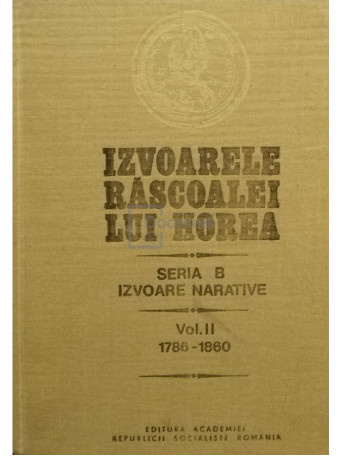 IZVOARELE
RĂSCOALEI
LUI HOREA
SERIA B
IZVOARE NARATIVE
Vol. II
1786-1860
EDITURA ACADEMIEI
REPUBLICII SOCIALISTE ROMÂNIA